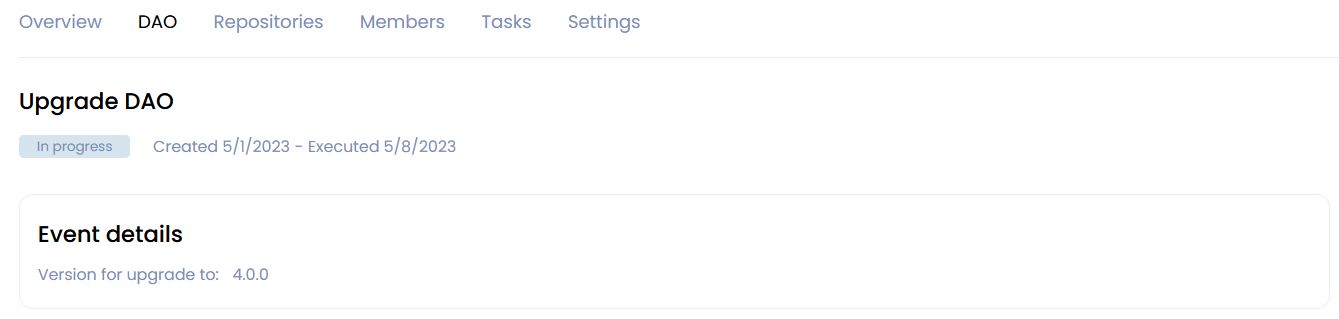 Overview DAO Repositories Members Tasks Settings
Upgrade DAO
In progress Created 5/1/2023 - Executed 5/8/2023
Event details
Version for upgrade to: 4.0.0